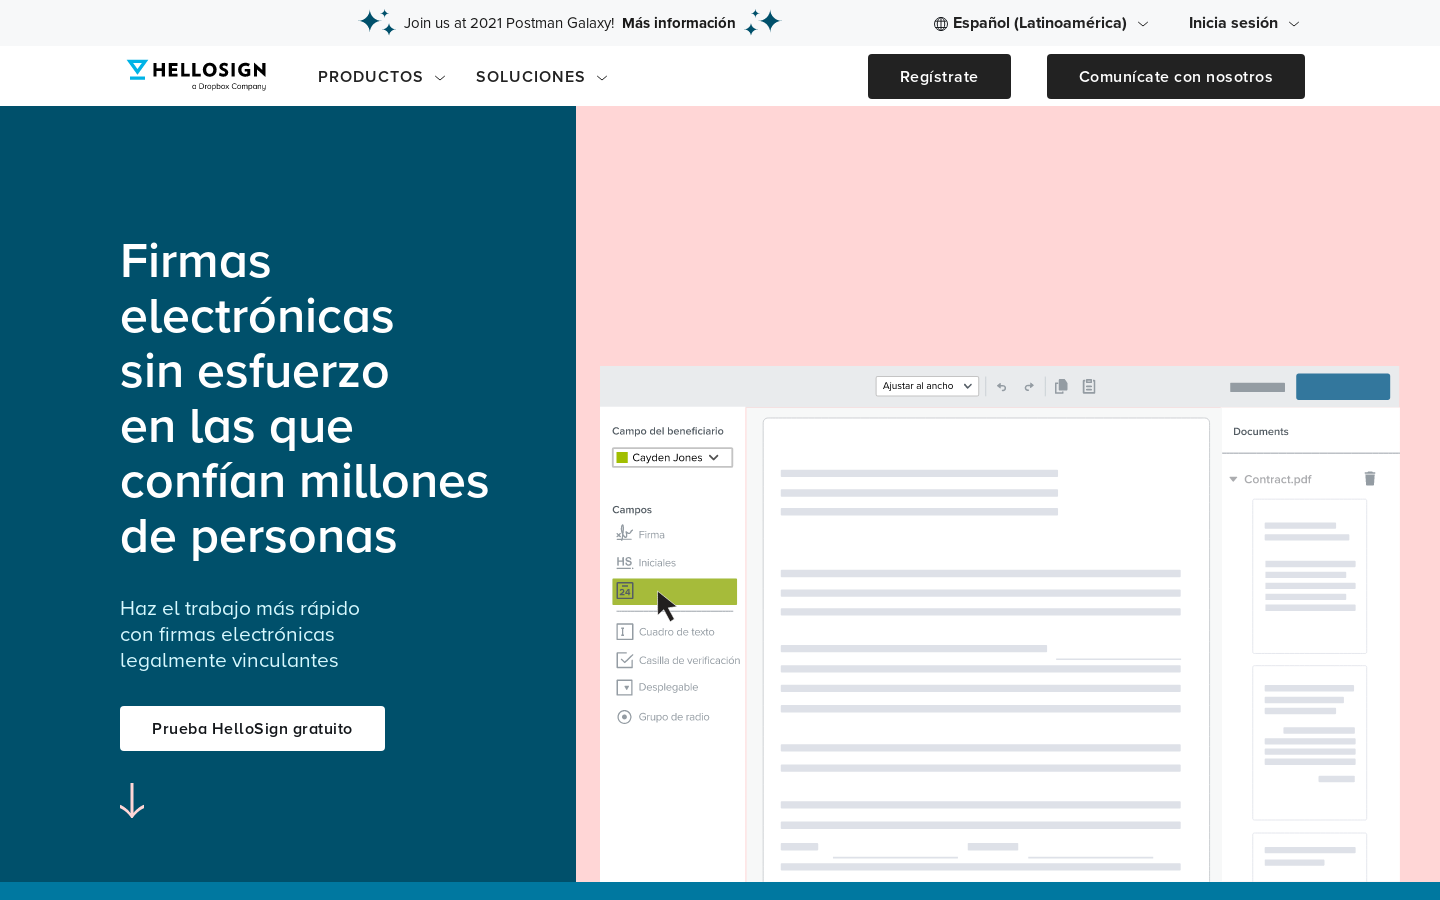 Join us at 2021 Postman Galaxy! Más información
Español (Latinoamérica)
Inicia sesión
HELLOSIGN
a Dropbox Company
PRODUCTOS
SOLUCIONES
Regístrate
Comunícate con nosotros
Firmas
electrónicas
sin esfuerzo
en las que
confían millones
de personas
Haz el trabajo más rápido
con firmas electrónicas
legalmente vinculantes
Prueba HelloSign gratuito
Ajustar al ancho
Campo del beneficiario
Cayden Jones
Campos
Firma
HS Iniciales
24
Cuadro de texto
Casilla de verificación
Desplegable
Grupo de radio
Documents
Contract.pdf